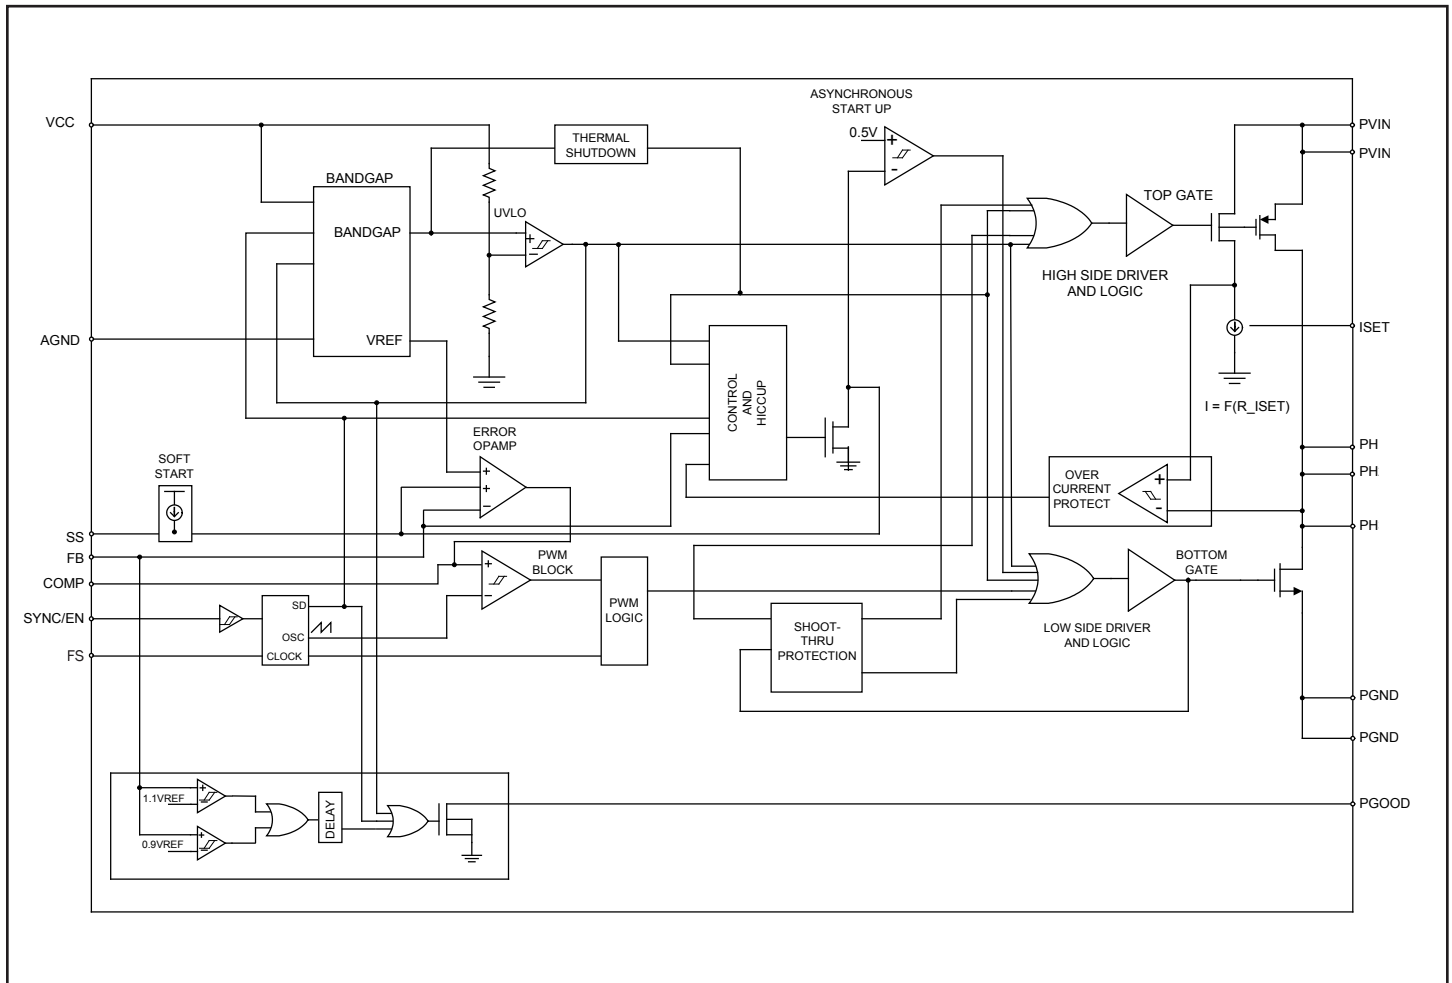 ASYNCHRONOUS
START UP
VCC
0.5V
+
-
THERMAL
SHUTDOWN
PVIN
PVIN
BANDGAP
TOP GATE
UVLO
BANDGAP
+
-
HIGH SIDE DRIVER
AND LOGIC
AGND
VREF
ISET
CONTROL
AND
HICCUP
I = F(R_ISET)
ERROR
OPAMP
PH
SOFT
START
+
+
-
OVER
CURRENT
PROTECT
+
-
PH
SS
PH
FB
PWM
BLOCK
BOTTOM
GATE
COMP
+
-
SYNC/EN
SD
OSC
CLOCK
PWM
LOGIC
SHOOT-
THRU
PROTECTION
LOW SIDE DRIVER
AND LOGIC
FS
PGND
PGND
+
1.1VREF
-
DELAY
PGOOD
+
0.9VREF
-